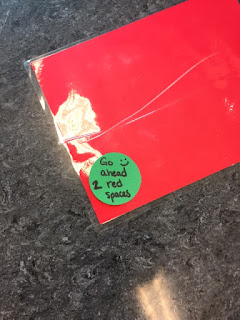 Go :)
ahead
2 red
spaces